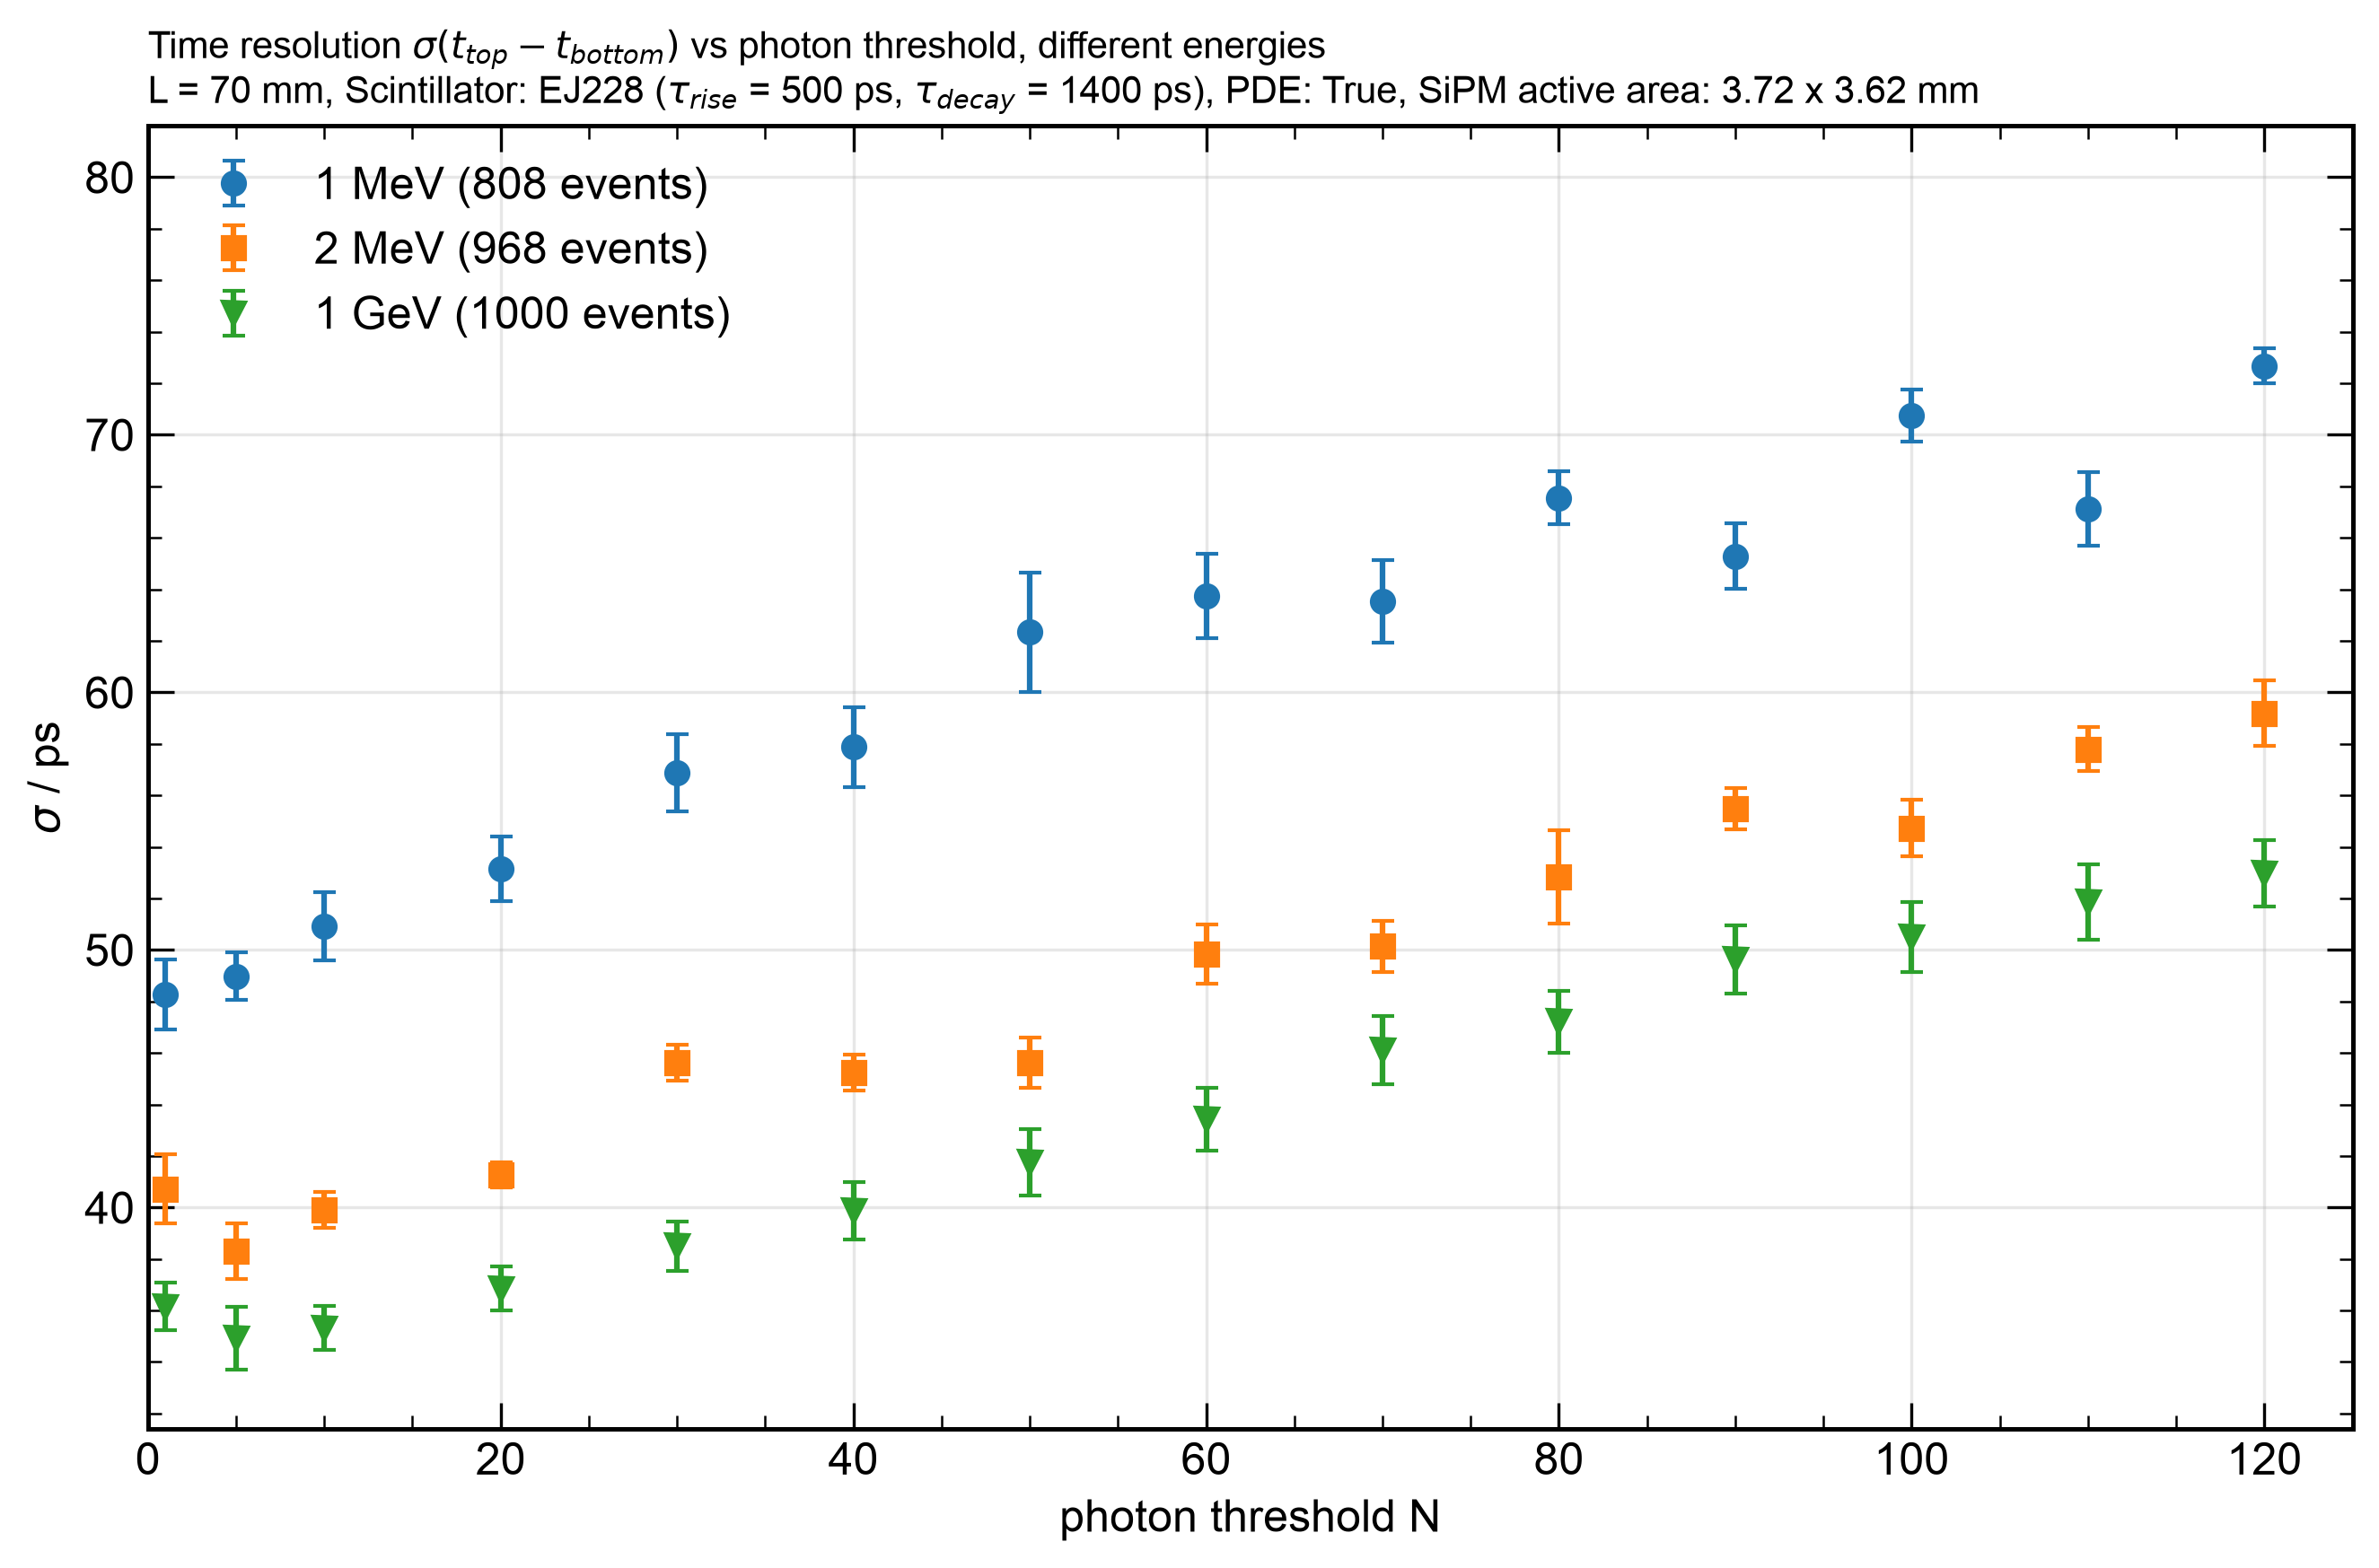 Time resolution σ(t_top − t_bottom) vs photon threshold, different energies
L = 70 mm, Scintillator: EJ228 (τ_rise = 500 ps, τ_decay = 1400 ps), PDE: True, SiPM active area: 3.72 x 3.62 mm
1 MeV (808 events)
2 MeV (968 events)
1 GeV (1000 events)
80
70
60
50
40
σ / ps
0 20 40 60 80 100 120
photon threshold N